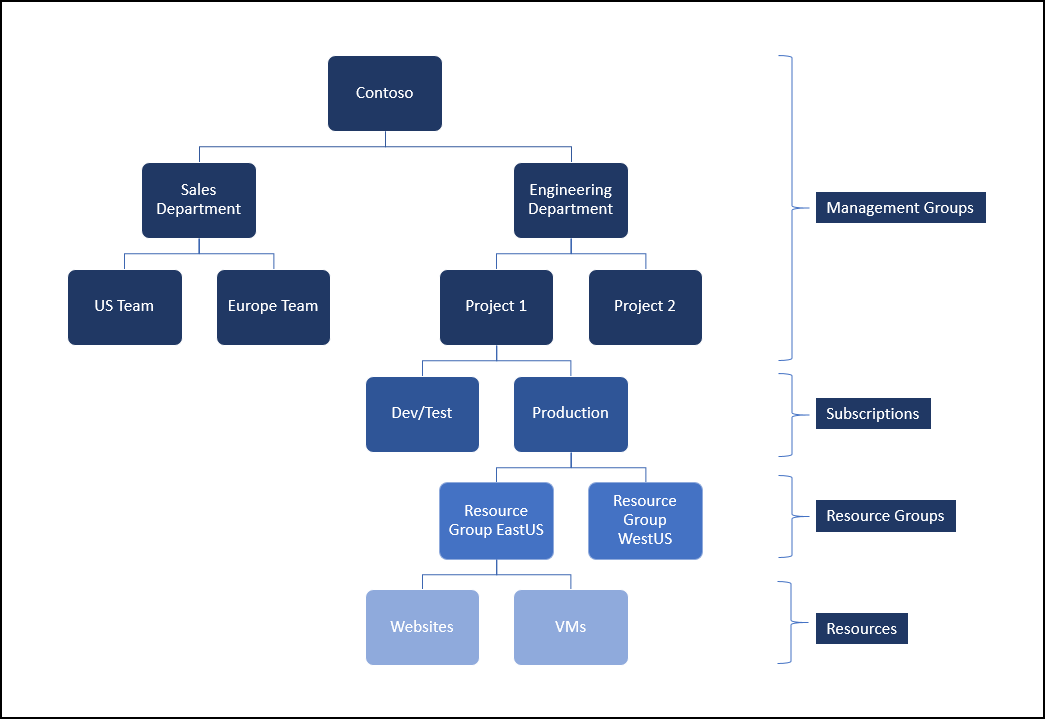 Contoso
Sales
Department
Engineering
Department
Management Groups
US Team
Europe Team
Project 1
Project 2
Dev/Test
Production
Subscriptions
Resource
Group EastUS
Resource
Group
WestUS
Resource Groups
Websites
VMs
Resources